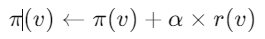 π(v) ← π(v) + α × r(v)